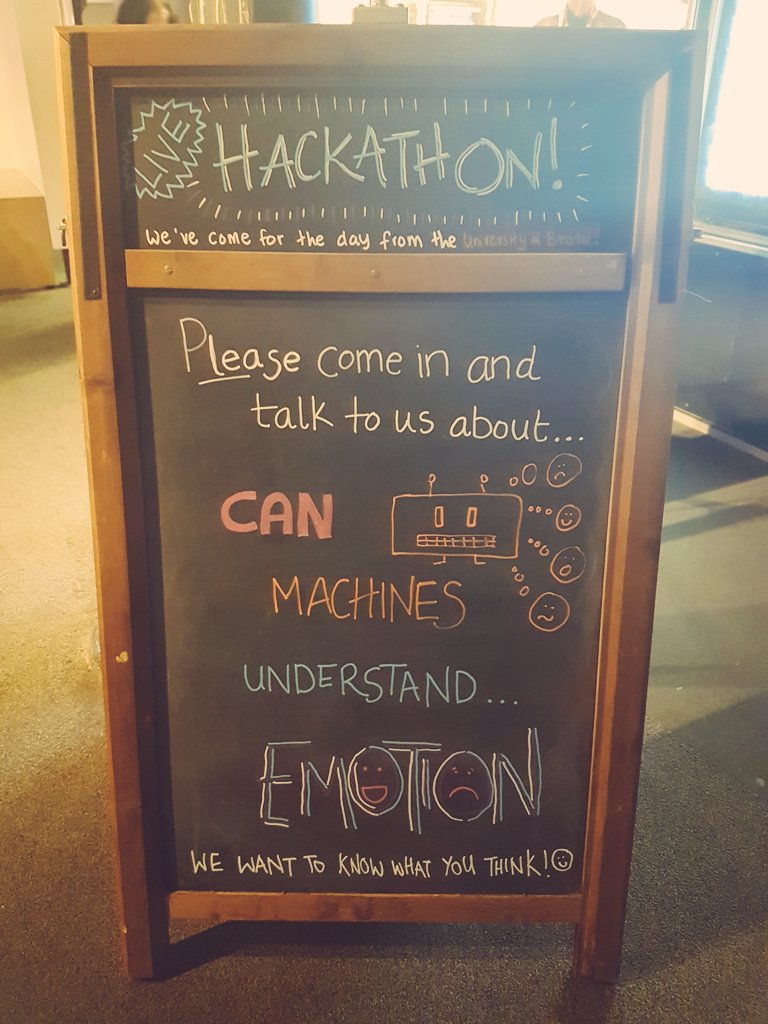 LIVE HACKATHON!
we've come for the day from the University of Bristol!
Please come in and
talk to us about...
CAN
MACHINES
UNDERSTAND...
EMOTION
WE WANT TO KNOW WHAT YOU THINK!